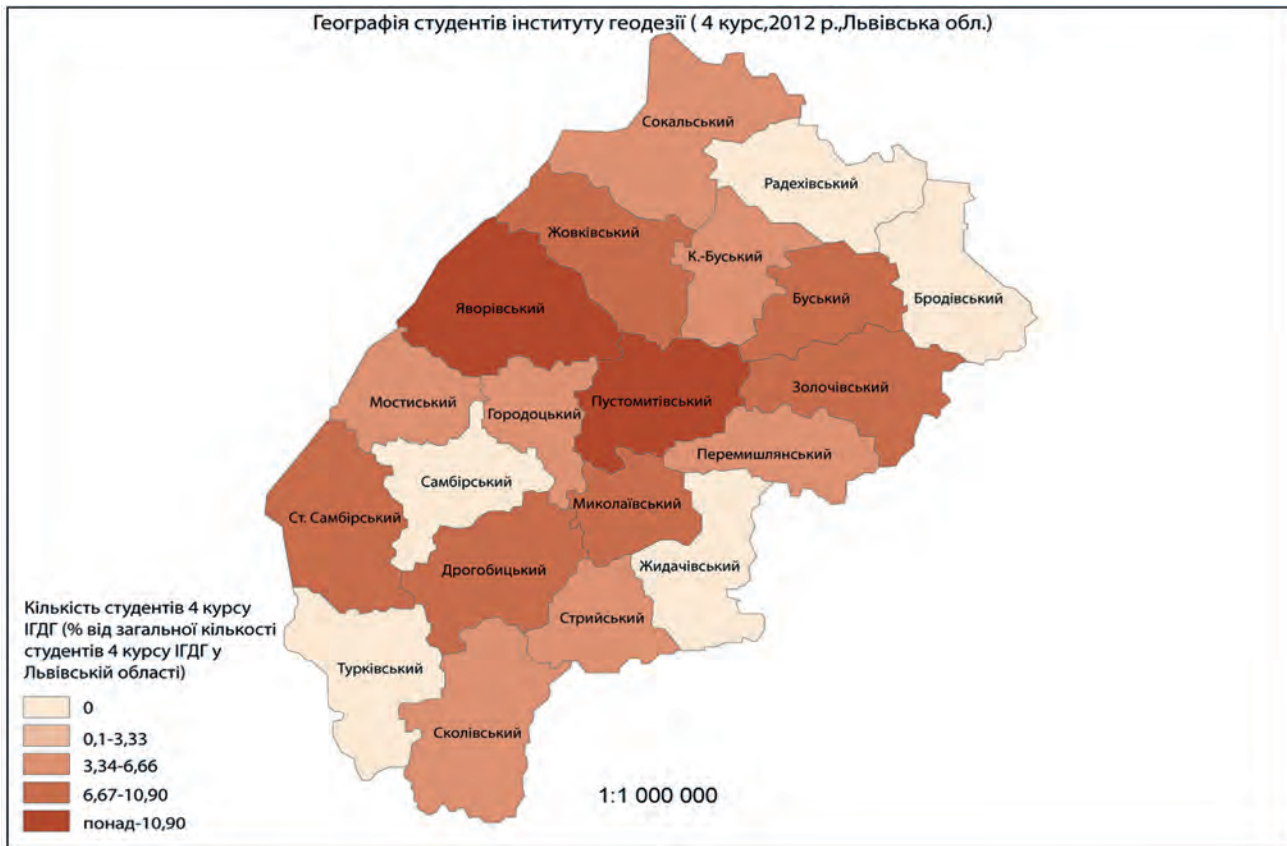 Географія студентів інституту геодезії ( 4 курс,2012 р.,Львівська обл.)
Сокальський
Радехівський
Жовківський
К.-Буський
Буський
Бродівський
Яворівський
Золочівський
Мостиський
Городоцький
Пустомитівський
Перемишлянський
Самбірський
Миколаївський
Ст. Самбірський
Дрогобицький
Жидачівський
Стрийський
Турківський
Сколівський
Кількість студентів 4 курсу
ІГДГ (% від загальної кількості
студентів 4 курсу ІГДГ у
Львівській області)
0
0,1-3,33
3,34-6,66
6,67-10,90
понад-10,90
1:1 000 000